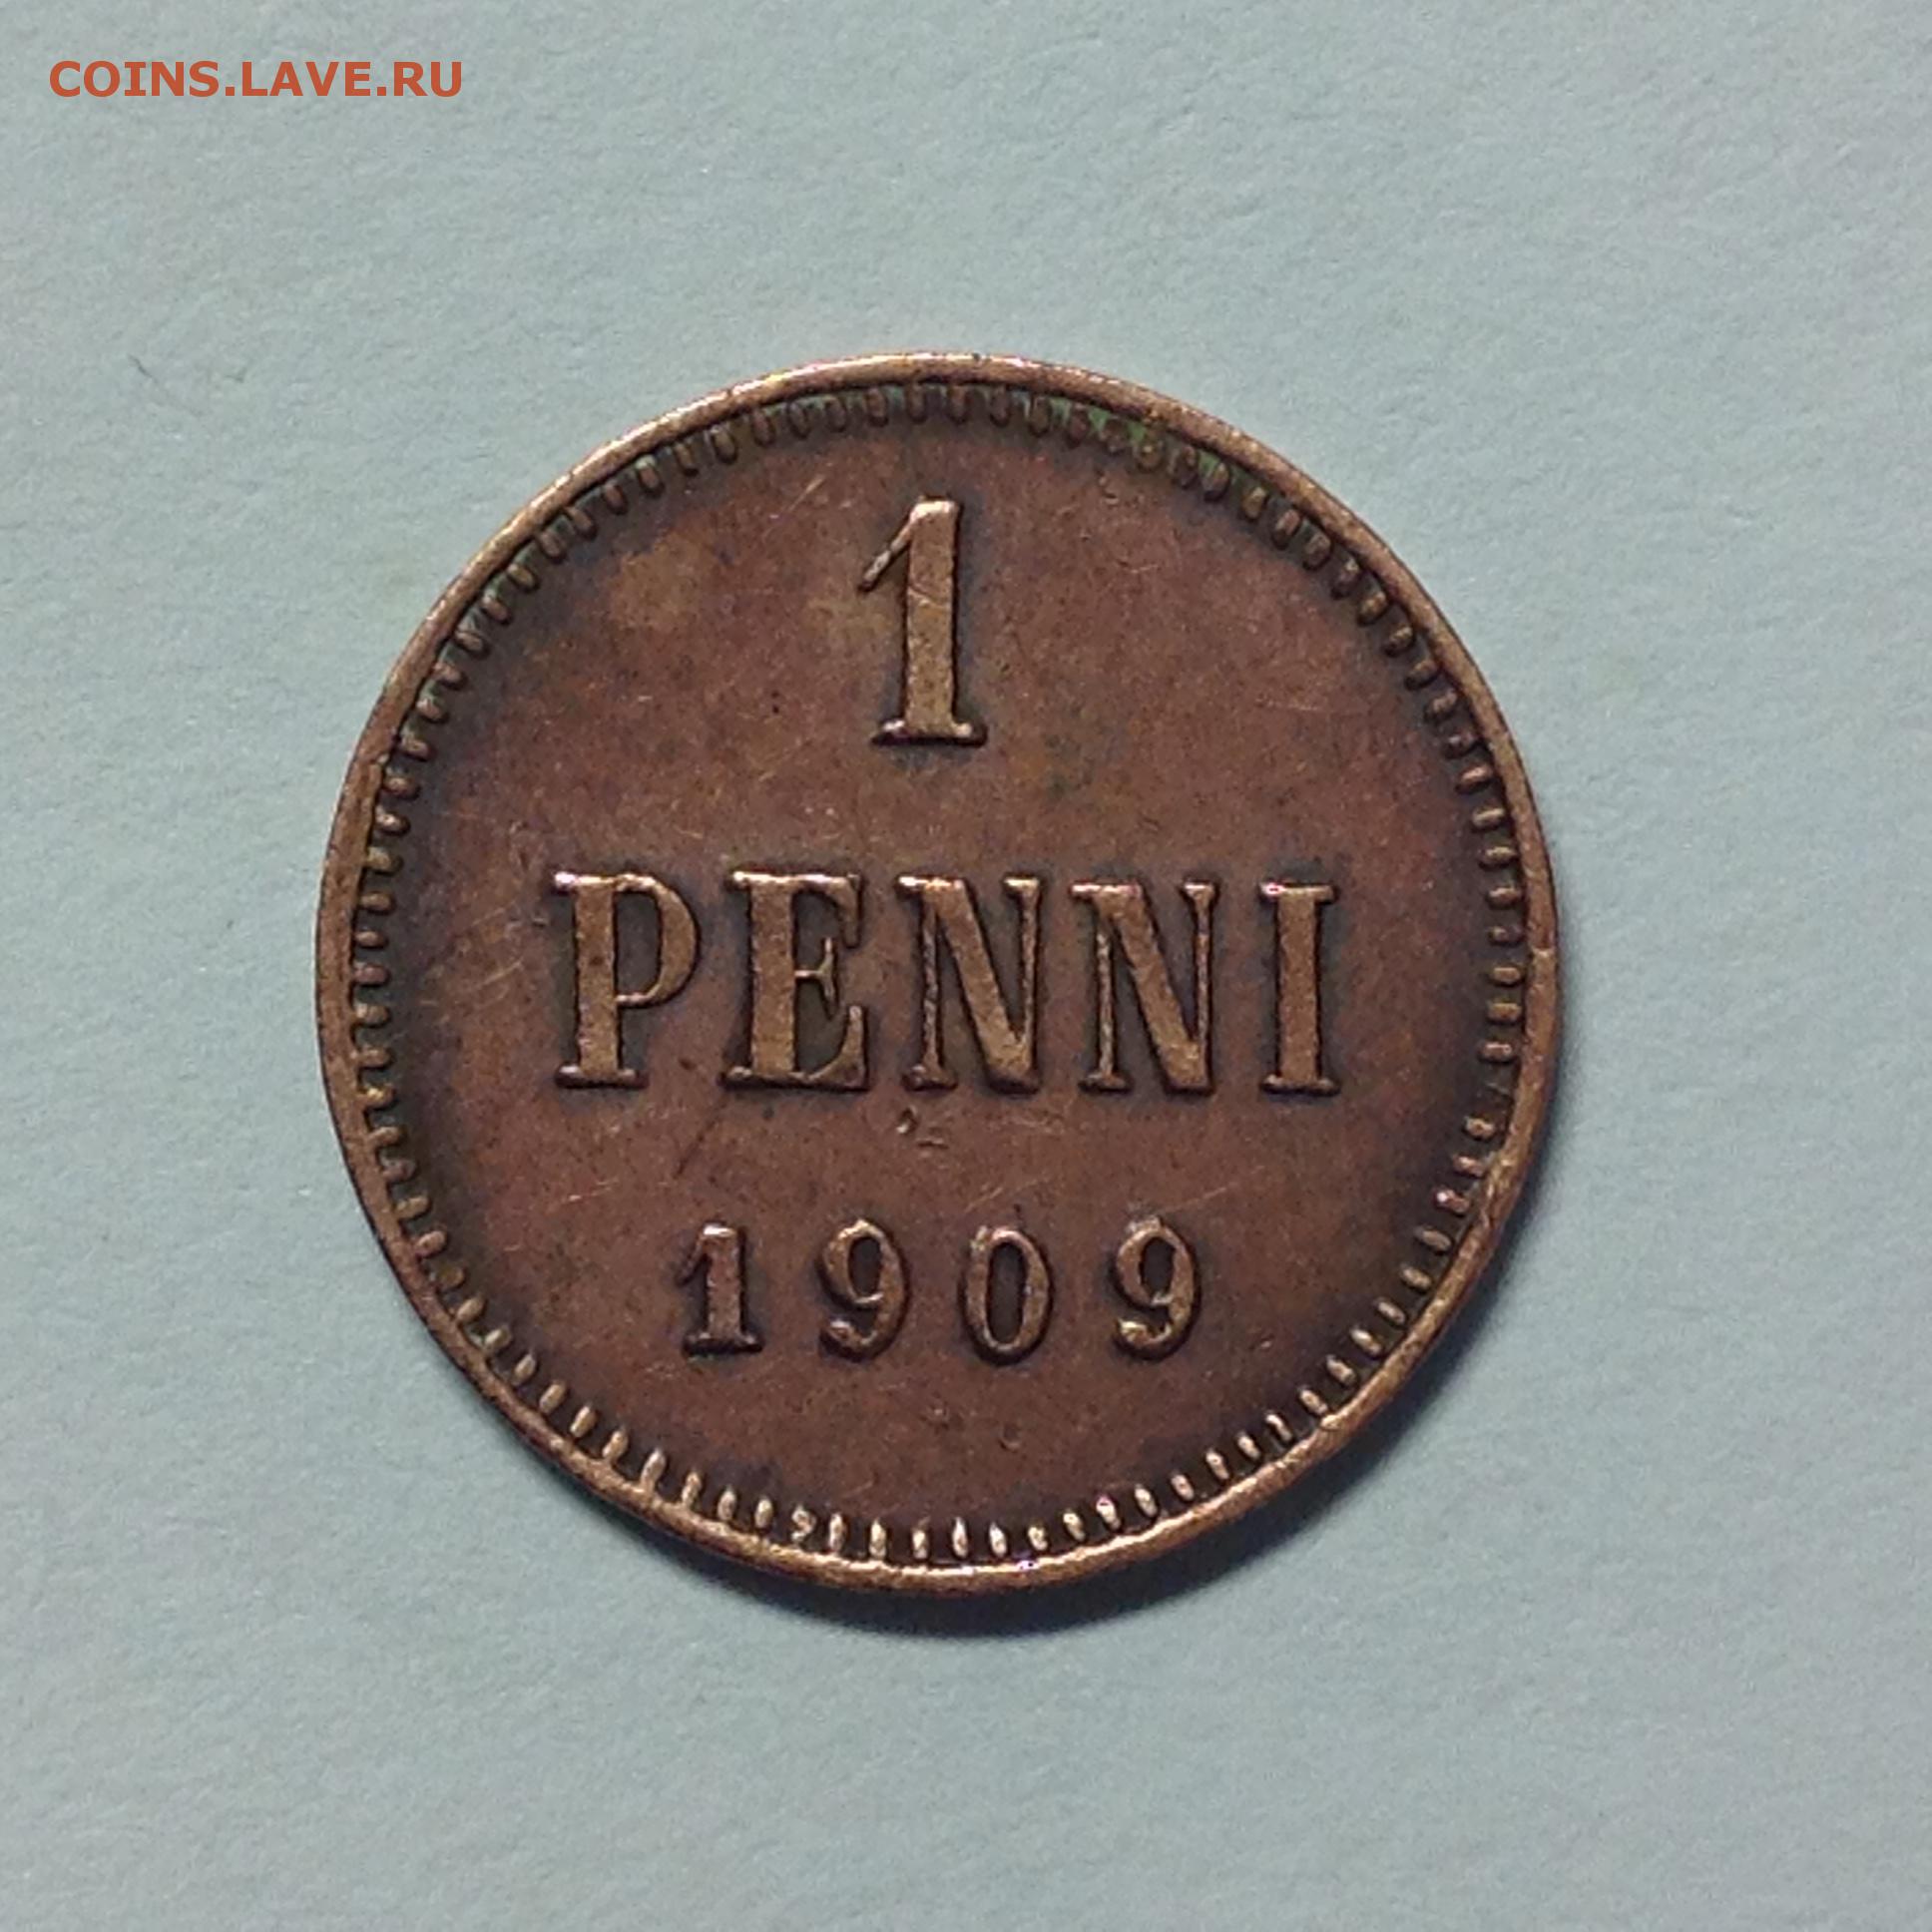 COINS.LAVE.RU
1
PENNI
1909